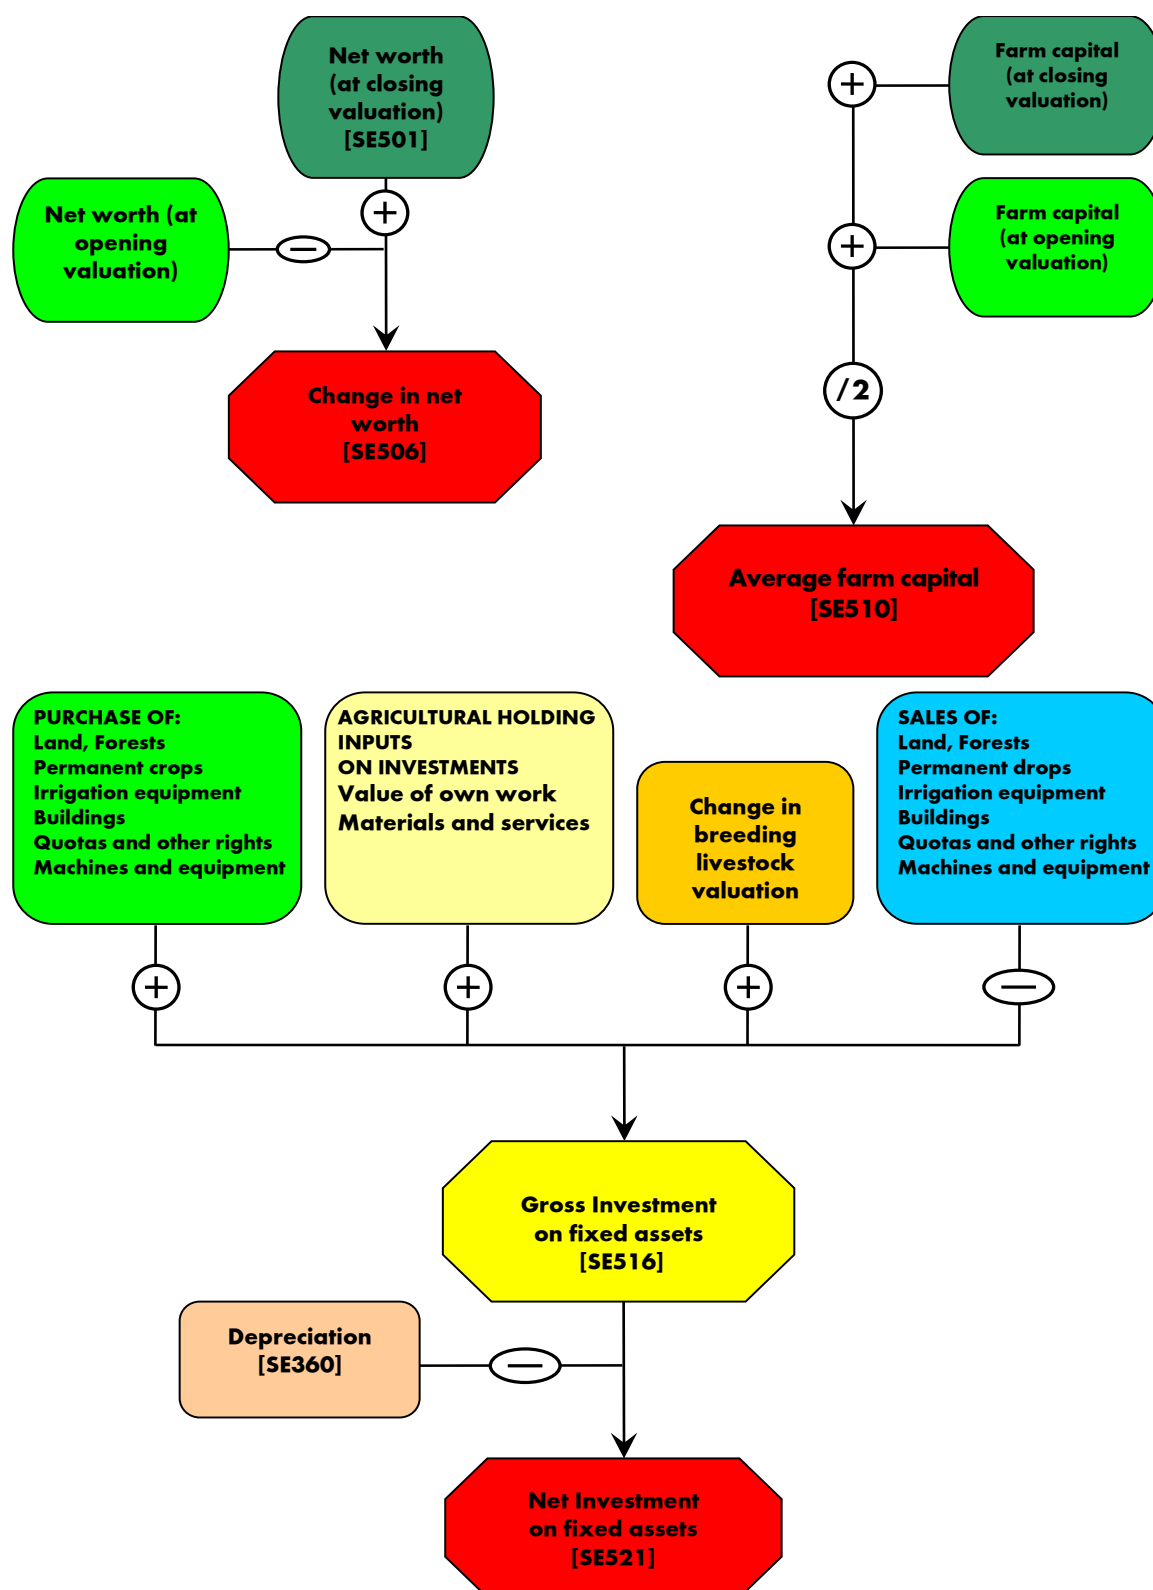 Net worth
(at closing
valuation)
[SE501]
+
Net worth (at
opening
valuation)
−
Change in net
worth
[SE506]
Farm capital
(at closing
valuation)
+
Farm capital
(at opening
valuation)
+
/2
Average farm capital
[SE510]
PURCHASE OF:
Land, Forests
Permanent crops
Irrigation equipment
Buildings
Quotas and other rights
Machines and equipment
AGRICULTURAL HOLDING
INPUTS
ON INVESTMENTS
Value of own work
Materials and services
Change in
breeding
livestock
valuation
SALES OF:
Land, Forests
Permanent drops
Irrigation equipment
Buildings
Quotas and other rights
Machines and equipment
+
+
+
−
Gross Investment
on fixed assets
[SE516]
Depreciation
[SE360]
−
Net Investment
on fixed assets
[SE521]